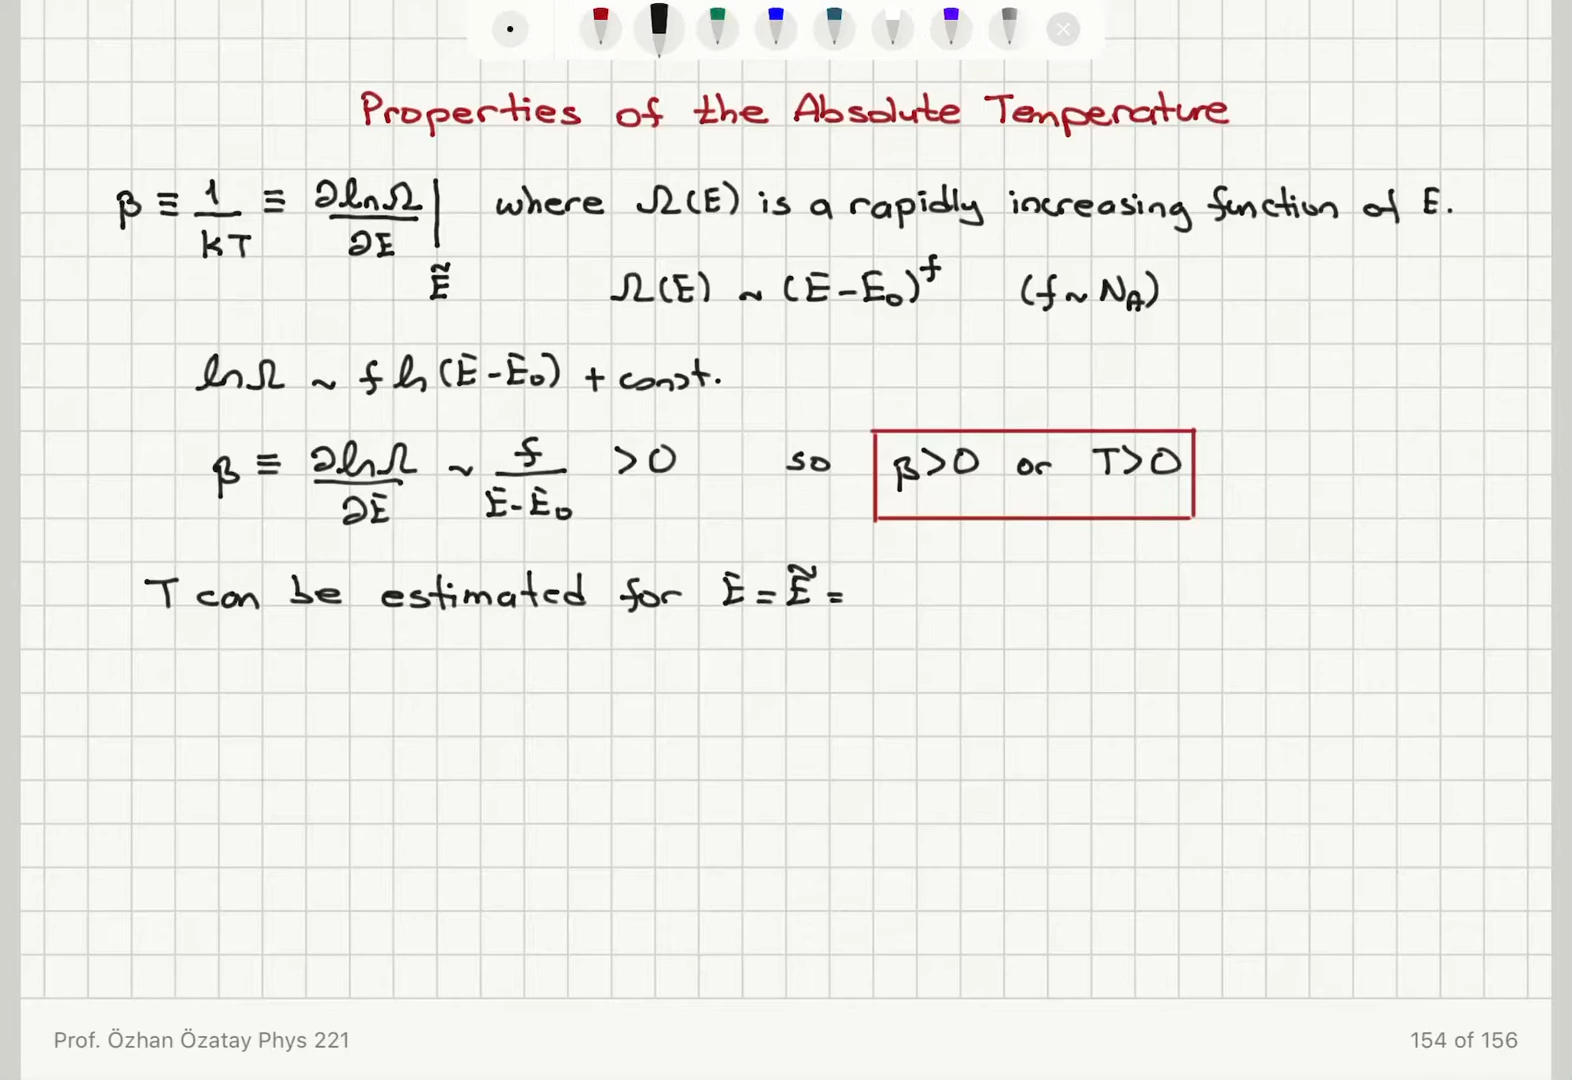 Properties of the Absolute Temperature
β ≡ 1/kT ≡ ∂lnΩ/∂E |_Ẽ where Ω(E) is a rapidly increasing function of E.
Ω(E) ~ (E-E₀)^f (f ~ N_A)
lnΩ ~ f ln(E-E₀) + const.
β ≡ ∂lnΩ/∂E ~ f/(E-E₀) >0 so β>0 or T>0
T can be estimated for E = Ẽ =
Prof. Özhan Özatay Phys 221
154 of 156